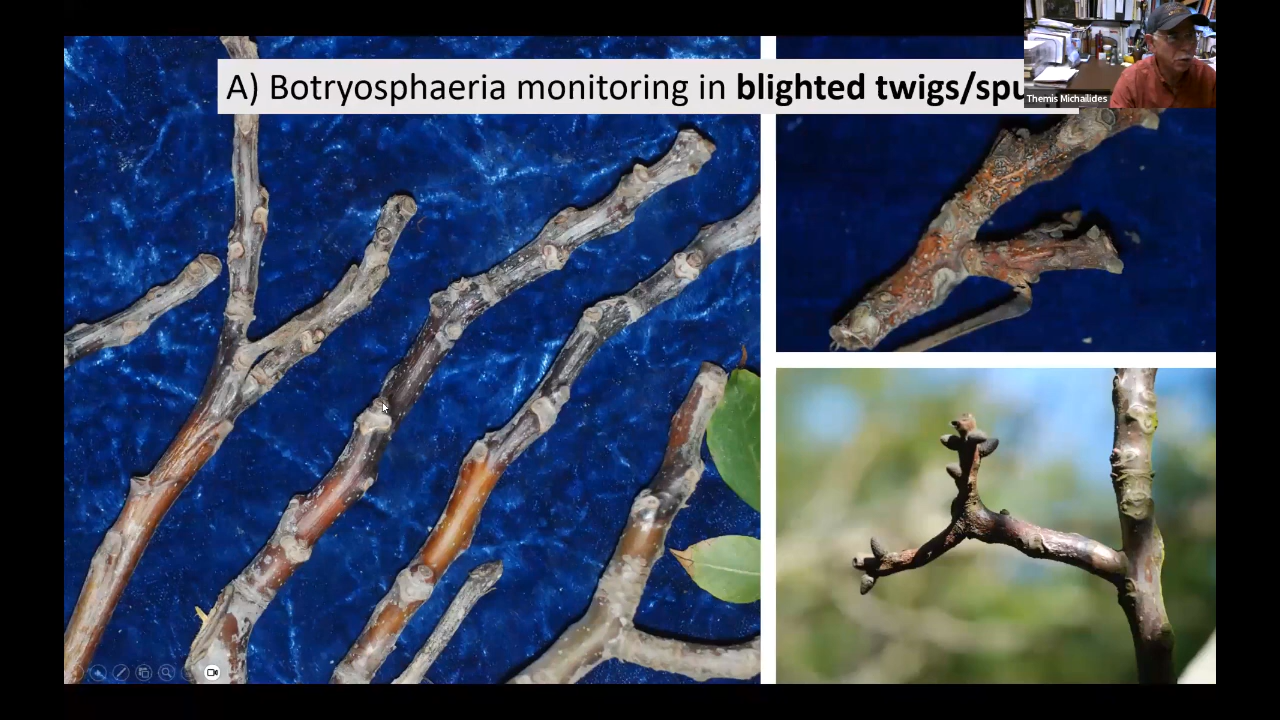 A) Botryosphaeria monitoring in blighted twigs/spu
Themis Michailides